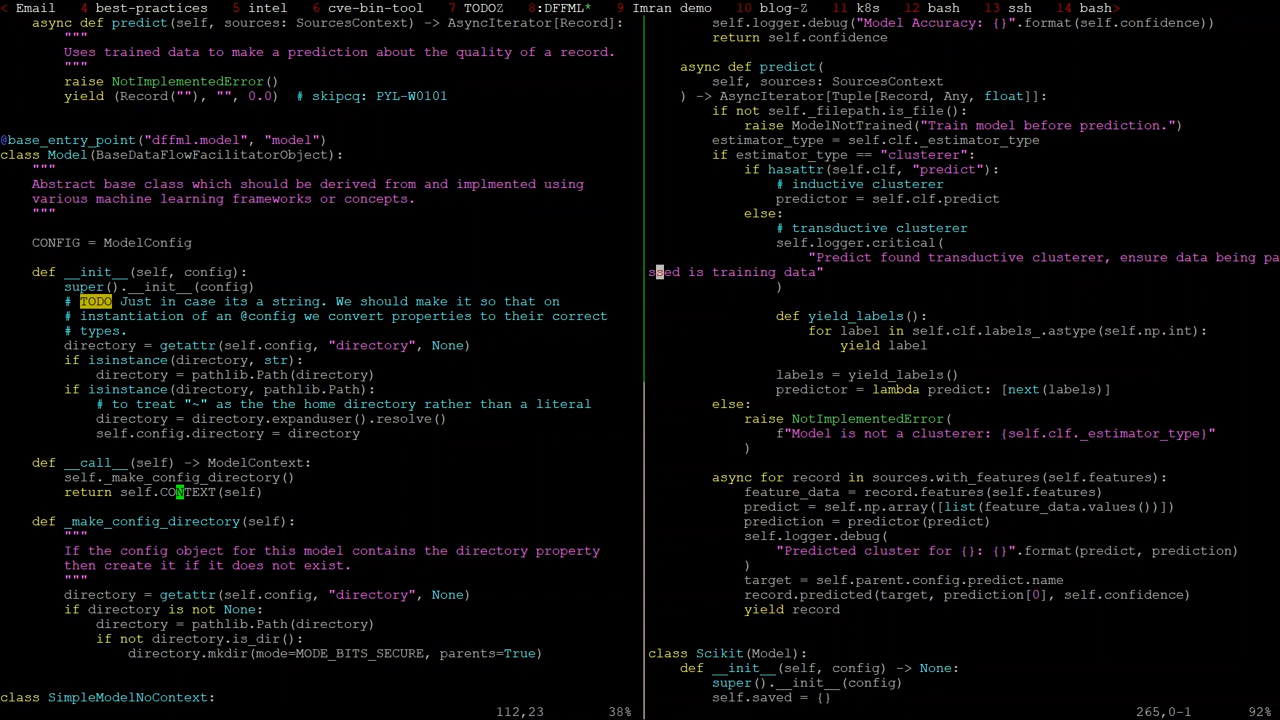 < Email  4 best-practices  5 intel  6 cve-bin-tool  7 TODOZ  8:DFFML*  9 Imran demo  10 blog-Z  11 k8s  12 bash  13 ssh  14 bash>
    async def predict(self, sources: SourcesContext) -> AsyncIterator[Record]:
        """
        Uses trained data to make a prediction about the quality of a record.
        """
        raise NotImplementedError()
        yield (Record(""), "", 0.0)  # skipcq: PYL-W0101
@base_entry_point("dffml.model", "model")
class Model(BaseDataFlowFacilitatorObject):
    """
    Abstract base class which should be derived from and implmented using
    various machine learning frameworks or concepts.
    """
    CONFIG = ModelConfig
    def __init__(self, config):
        super().__init__(config)
        # TODO Just in case its a string. We should make it so that on
        # instantiation of an @config we convert properties to their correct
        # types.
        directory = getattr(self.config, "directory", None)
        if isinstance(directory, str):
            directory = pathlib.Path(directory)
        if isinstance(directory, pathlib.Path):
            # to treat "~" as the the home directory rather than a literal
            directory = directory.expanduser().resolve()
            self.config.directory = directory
    def __call__(self) -> ModelContext:
        self._make_config_directory()
        return self.CONTEXT(self)
    def _make_config_directory(self):
        """
        If the config object for this model contains the directory property
        then create it if it does not exist.
        """
        directory = getattr(self.config, "directory", None)
        if directory is not None:
            directory = pathlib.Path(directory)
            if not directory.is_dir():
                directory.mkdir(mode=MODE_BITS_SECURE, parents=True)
class SimpleModelNoContext:
112,23  38%
        self.logger.debug("Model Accuracy: {}".format(self.confidence))
        return self.confidence
    async def predict(
        self, sources: SourcesContext
    ) -> AsyncIterator[Tuple[Record, Any, float]]:
        if not self._filepath.is_file():
            raise ModelNotTrained("Train model before prediction.")
        estimator_type = self.clf._estimator_type
        if estimator_type == "clusterer":
            if hasattr(self.clf, "predict"):
                # inductive clusterer
                predictor = self.clf.predict
            else:
                # transductive clusterer
                self.logger.critical(
                    "Predict found transductive clusterer, ensure data being pa
ssed is training data"
                )
                def yield_labels():
                    for label in self.clf.labels_.astype(self.np.int):
                        yield label
                labels = yield_labels()
                predictor = lambda predict: [next(labels)]
        else:
            raise NotImplementedError(
                f"Model is not a clusterer: {self.clf._estimator_type}"
            )
        async for record in sources.with_features(self.features):
            feature_data = record.features(self.features)
            predict = self.np.array([list(feature_data.values())])
            prediction = predictor(predict)
            self.logger.debug(
                "Predicted cluster for {}: {}".format(predict, prediction)
            )
            target = self.parent.config.predict.name
            record.predicted(target, prediction[0], self.confidence)
            yield record
class Scikit(Model):
    def __init__(self, config) -> None:
        super().__init__(config)
        self.saved = {}
265,0-1  92%